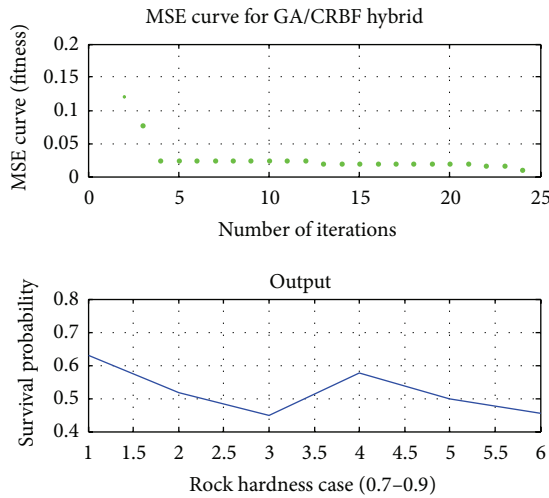 MSE curve for GA/CRBF hybrid
MSE curve (fitness)
0.2
0.15
0.1
0.05
0
0 5 10 15 20 25
Number of iterations
Output
Survival probability
0.8
0.7
0.6
0.5
0.4
1 1.5 2 2.5 3 3.5 4 4.5 5 5.5 6
Rock hardness case (0.7–0.9)